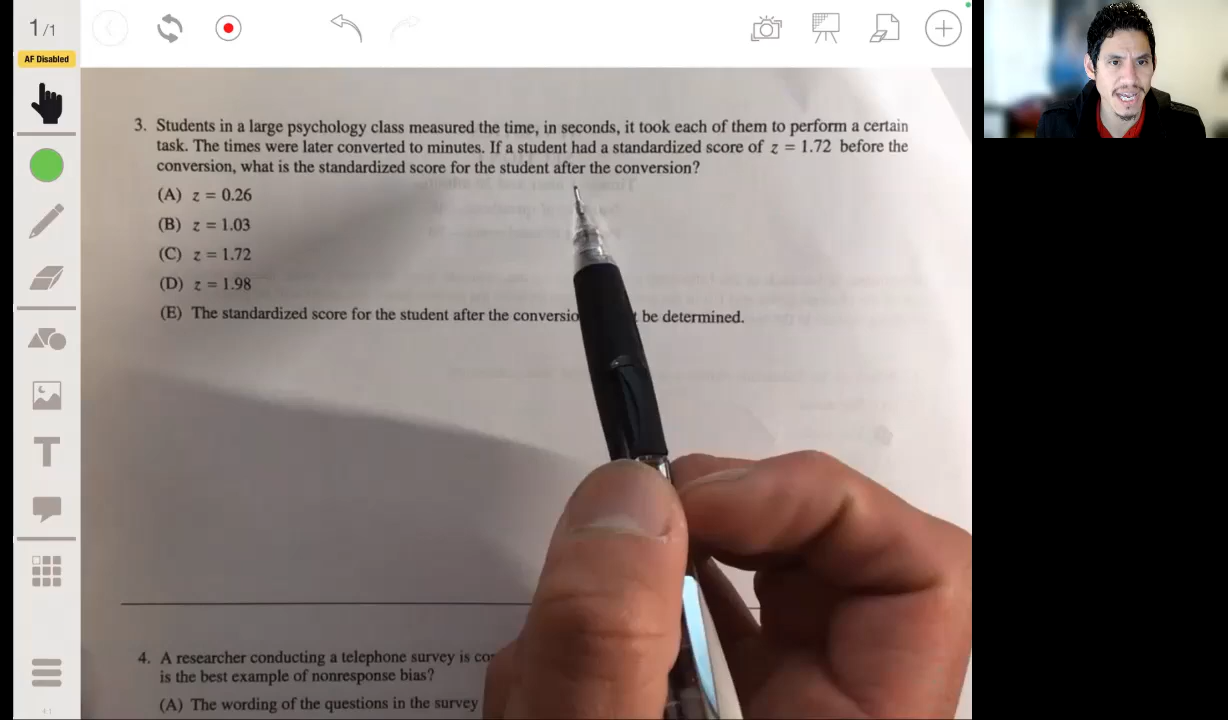 1/1
AF Disabled
3. Students in a large psychology class measured the time, in seconds, it took each of them to perform a certain
task. The times were later converted to minutes. If a student had a standardized score of z = 1.72 before the
conversion, what is the standardized score for the student after the conversion?
(A) z = 0.26
(B) z = 1.03
(C) z = 1.72
(D) z = 1.98
(E) The standardized score for the student after the be determined.
4. A researcher conducting a telephone survey is
is the best example of nonresponse bias?
(A) The wording of the questions in the survey
T